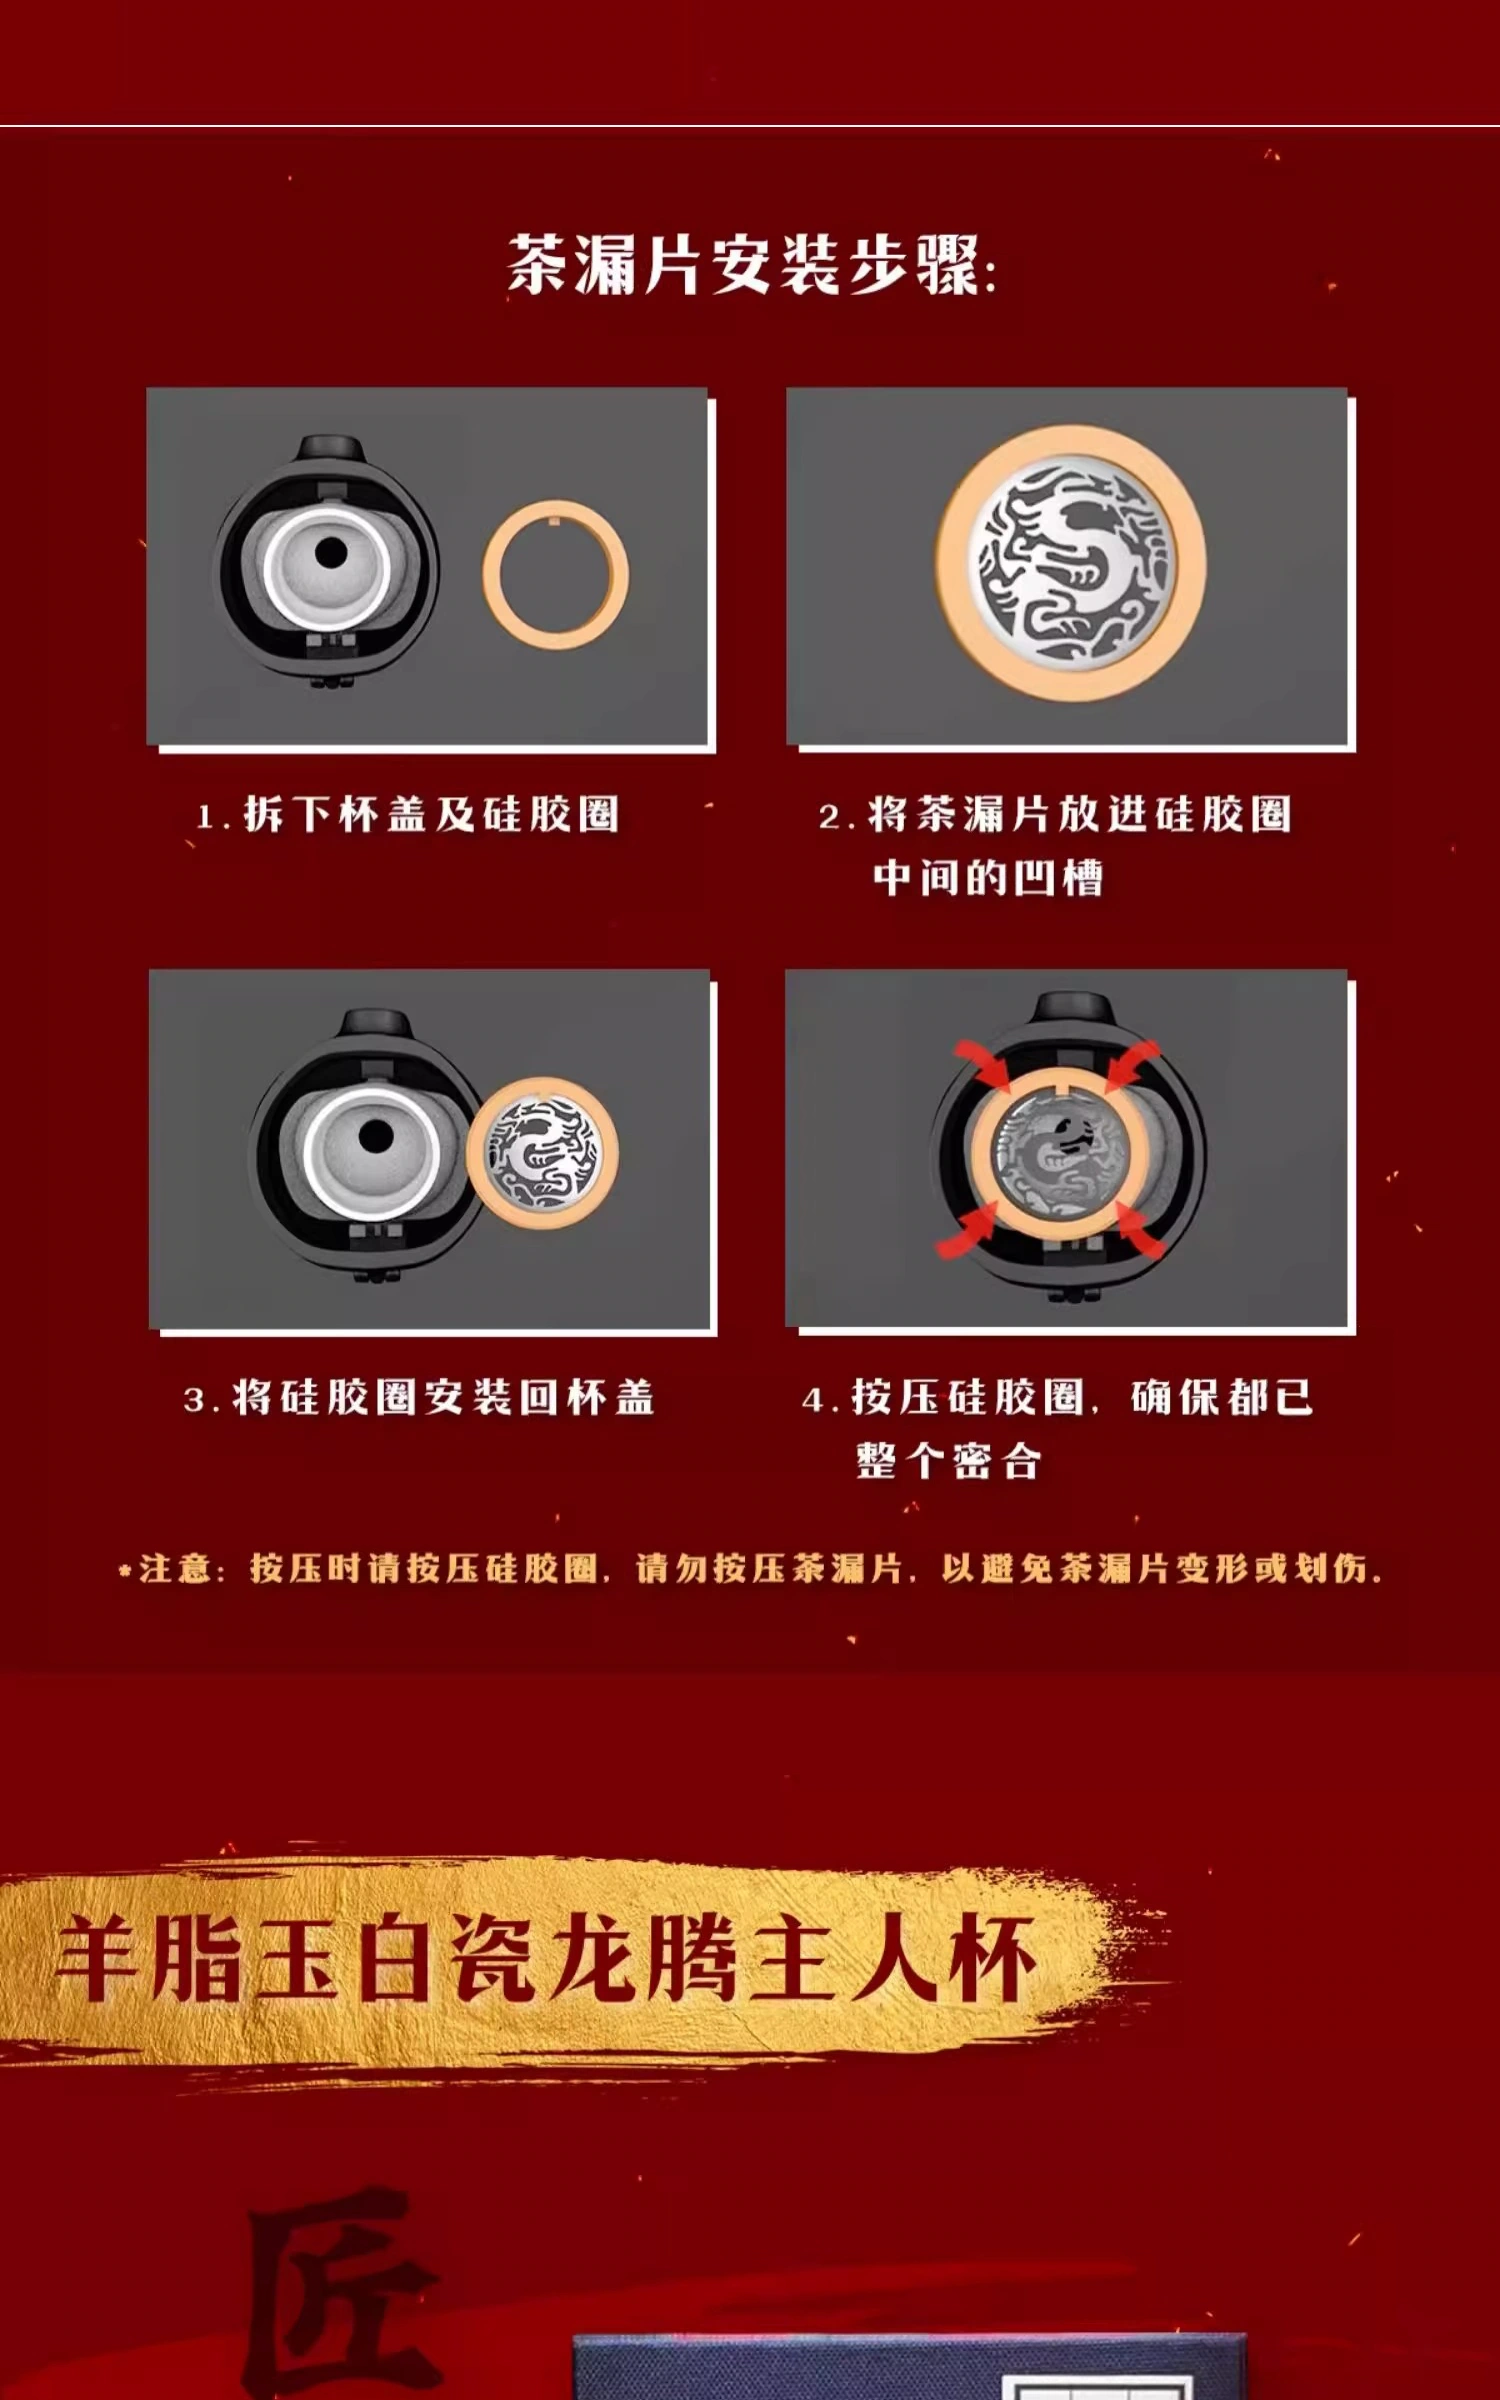 茶漏片安装步骤:
1.拆下杯盖及硅胶圈
2.将茶漏片放进硅胶圈
中间的凹槽
3.将硅胶圈安装回杯盖
4.按压硅胶圈，确保都已
整个密合
*注意：按压时请按压硅胶圈，请勿按压茶漏片，以避免茶漏片变形或划伤。
羊脂玉白瓷龙腾主人杯
匠